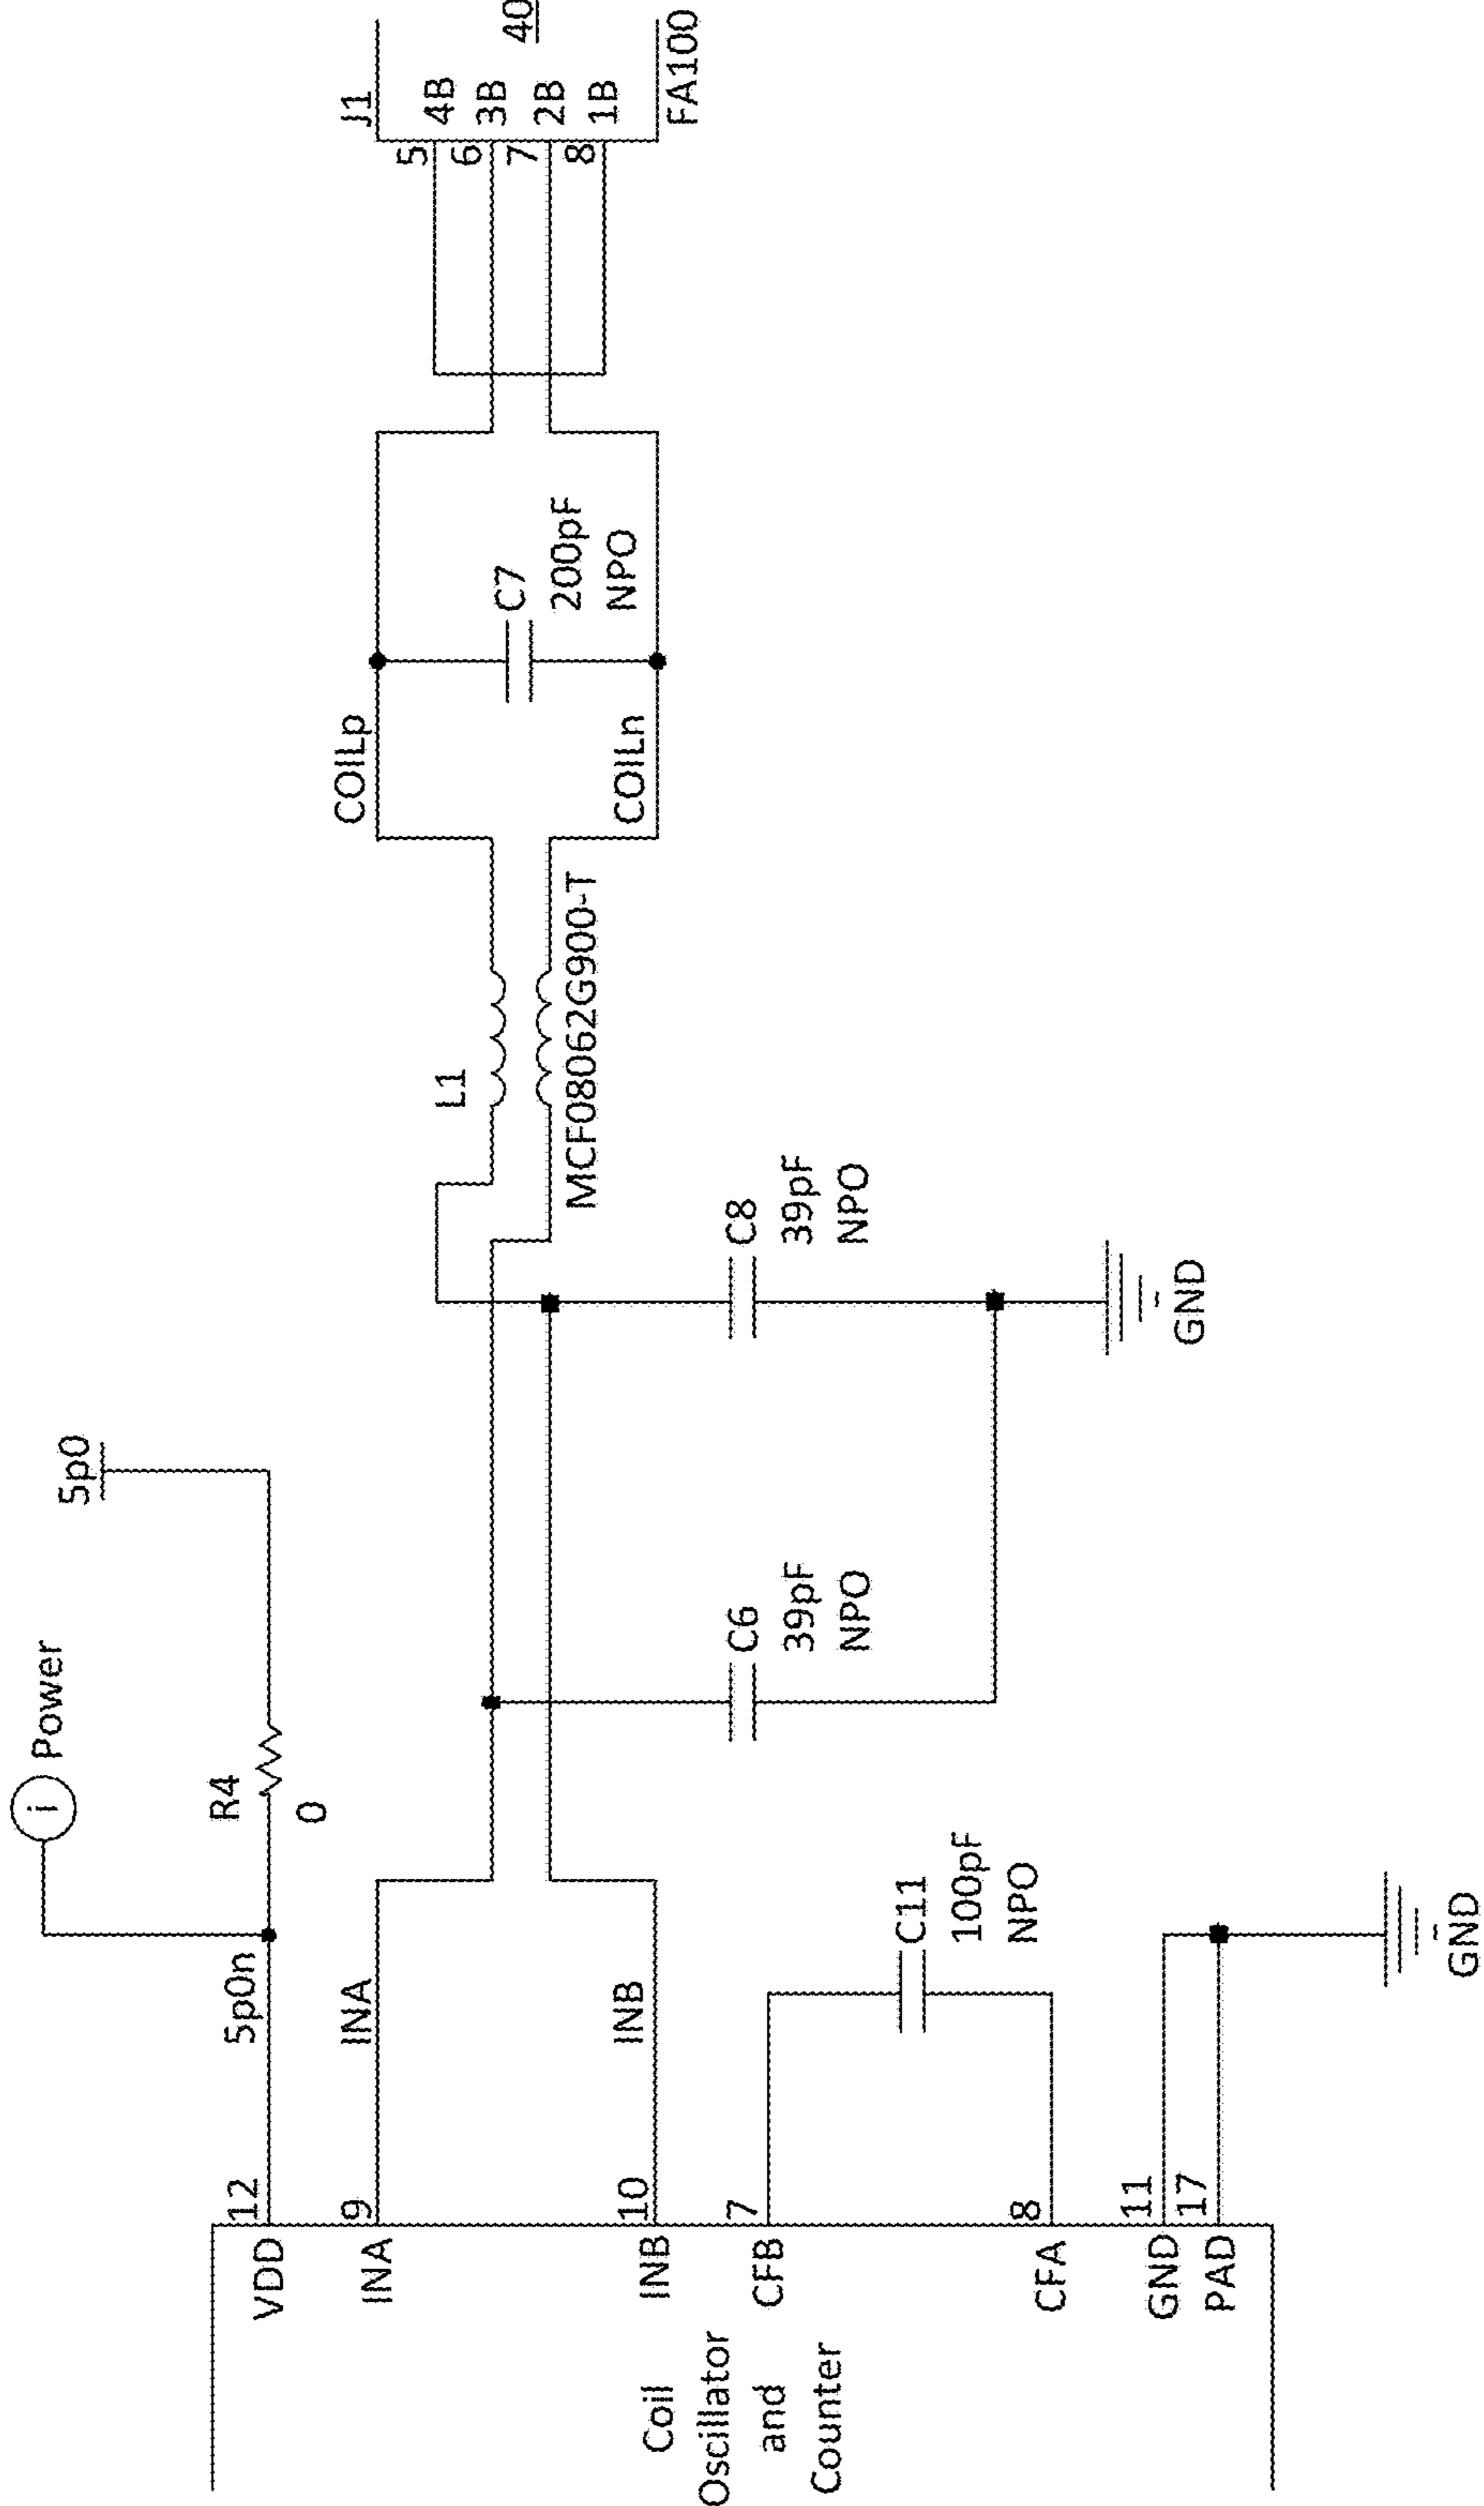 Coil
Oscillator
and
Counter
VDD
12
INA
9
INB
10
CFB
7
CFA
8
GND
11
PAD
17
5p0n
Power
i
R4
0
5p0
INA
INB
C11
100pF
NPO
GND
C6
39pF
NPO
C8
39pF
NPO
GND
L1
MCF08062G900-T
COILp
COILn
C7
200pF
NPO
J1
5
4B
6
3B
7
2B
8
1B
40
FA100